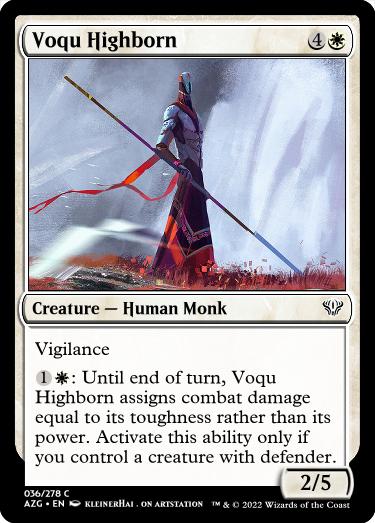 Voqu Highborn 4
Creature — Human Monk
Vigilance
1 : Until end of turn, Voqu
Highborn assigns combat damage
equal to its toughness rather than its
power. Activate this ability only if
you control a creature with defender.
2/5
036/278 C
AZG • EN KLEINERHAI . ON ARTSTATION ™ & © 2022 Wizards of the Coast